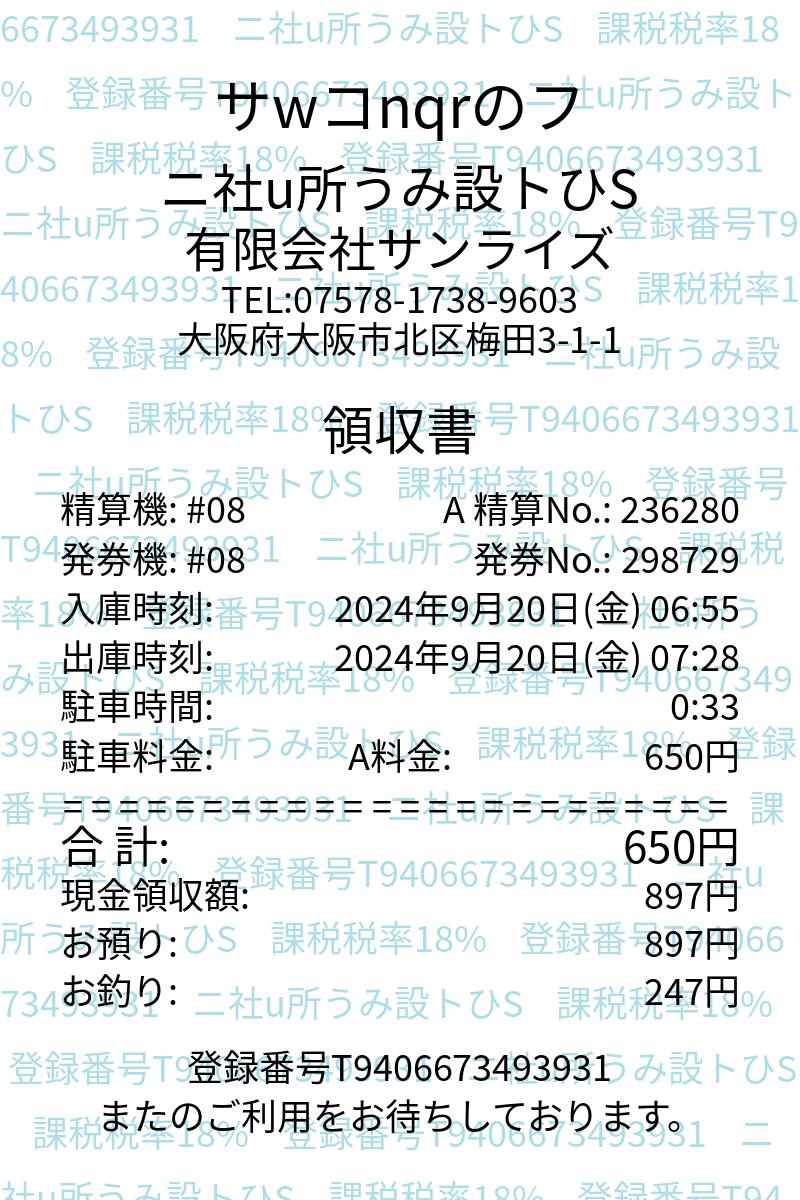 サwコnqrのフ
ニ社u所うみ設トひS
有限会社サンライズ
TEL:07578-1738-9603
大阪府大阪市北区梅田3-1-1
領収書
精算機: #08 A 精算No.: 236280
発券機: #08 発券No.: 298729
入庫時刻: 2024年9月20日(金) 06:55
出庫時刻: 2024年9月20日(金) 07:28
駐車時間: 0:33
駐車料金: A料金: 650円
========================
合 計: 650円
現金領収額: 897円
お預り: 897円
お釣り: 247円
登録番号T9406673493931
またのご利用をお待ちしております。